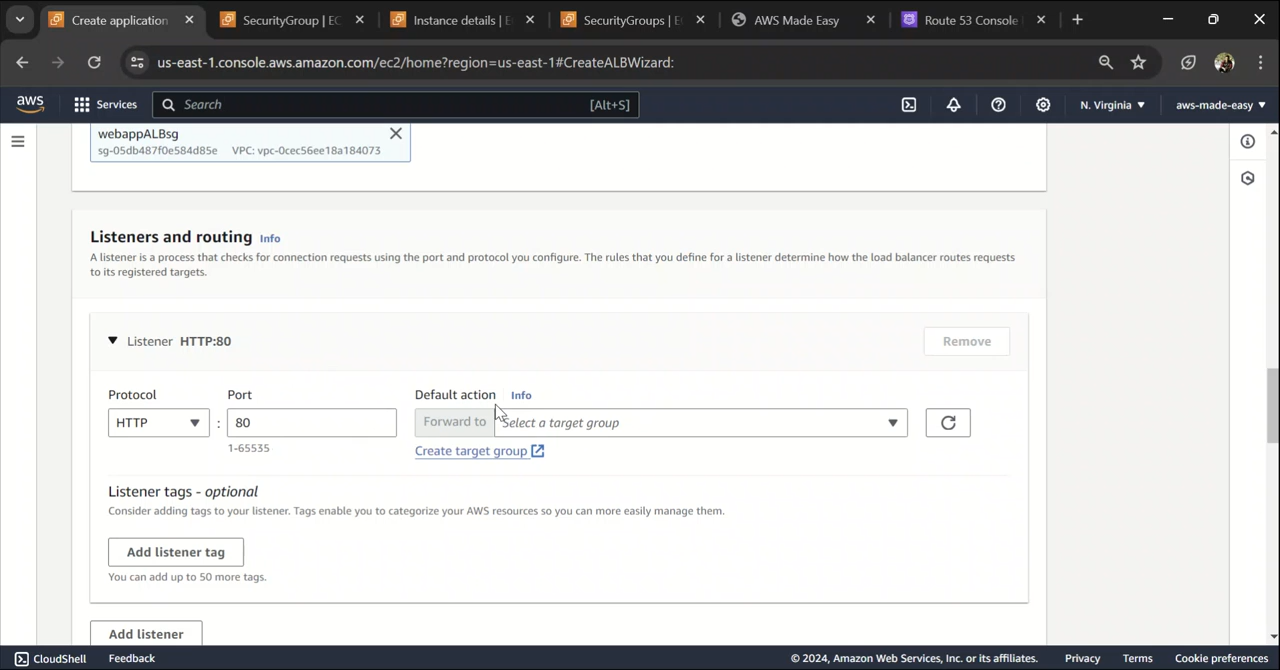 Create application
SecurityGroup | EC
Instance details | E
SecurityGroups | E
AWS Made Easy
Route 53 Console
us-east-1.console.aws.amazon.com/ec2/home?region=us-east-1#CreateALBWizard:
aws
Services
Search
[Alt+S]
N. Virginia
aws-made-easy
webappALBsg
sg-05db487f0e584d85e
VPC: vpc-0cec56ee18a184073
Listeners and routing
Info
A listener is a process that checks for connection requests using the port and protocol you configure. The rules that you define for a listener determine how the load balancer routes requests
to its registered targets.
Listener HTTP:80
Remove
Protocol
Port
Default action
Info
HTTP
:
80
Forward to
Select a target group
1-65535
Create target group
Listener tags - optional
Consider adding tags to your listener. Tags enable you to categorize your AWS resources so you can more easily manage them.
Add listener tag
You can add up to 50 more tags.
Add listener
CloudShell
Feedback
© 2024, Amazon Web Services, Inc. or its affiliates.
Privacy
Terms
Cookie preferences